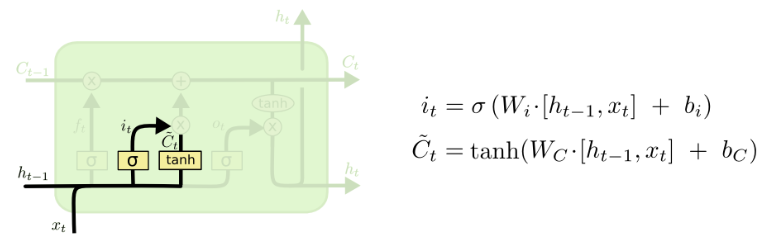 h_t
C_{t-1}
C_t
×
+
tanh
f_t
i_t
×
o_t
×
C̃_t
σ
σ
tanh
σ
h_{t-1}
h_t
x_t
i_t = σ (W_i·[h_{t-1}, x_t] + b_i)
C̃_t = tanh(W_C·[h_{t-1}, x_t] + b_C)